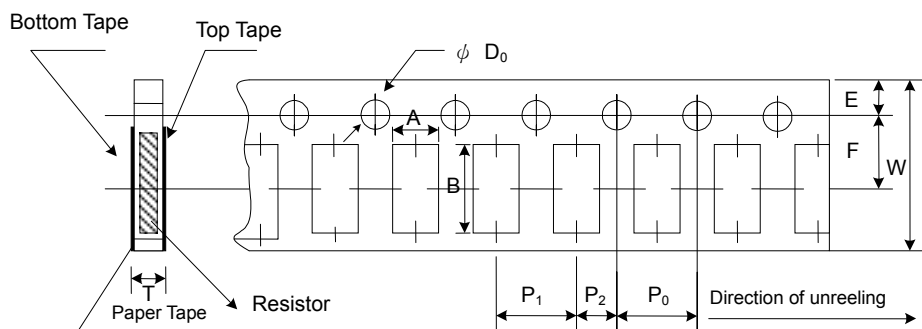 Bottom Tape
Top Tape
ϕ D₀
E
A
F
W
B
T
Paper Tape
Resistor
P₁
P₂
P₀
Direction of unreeling